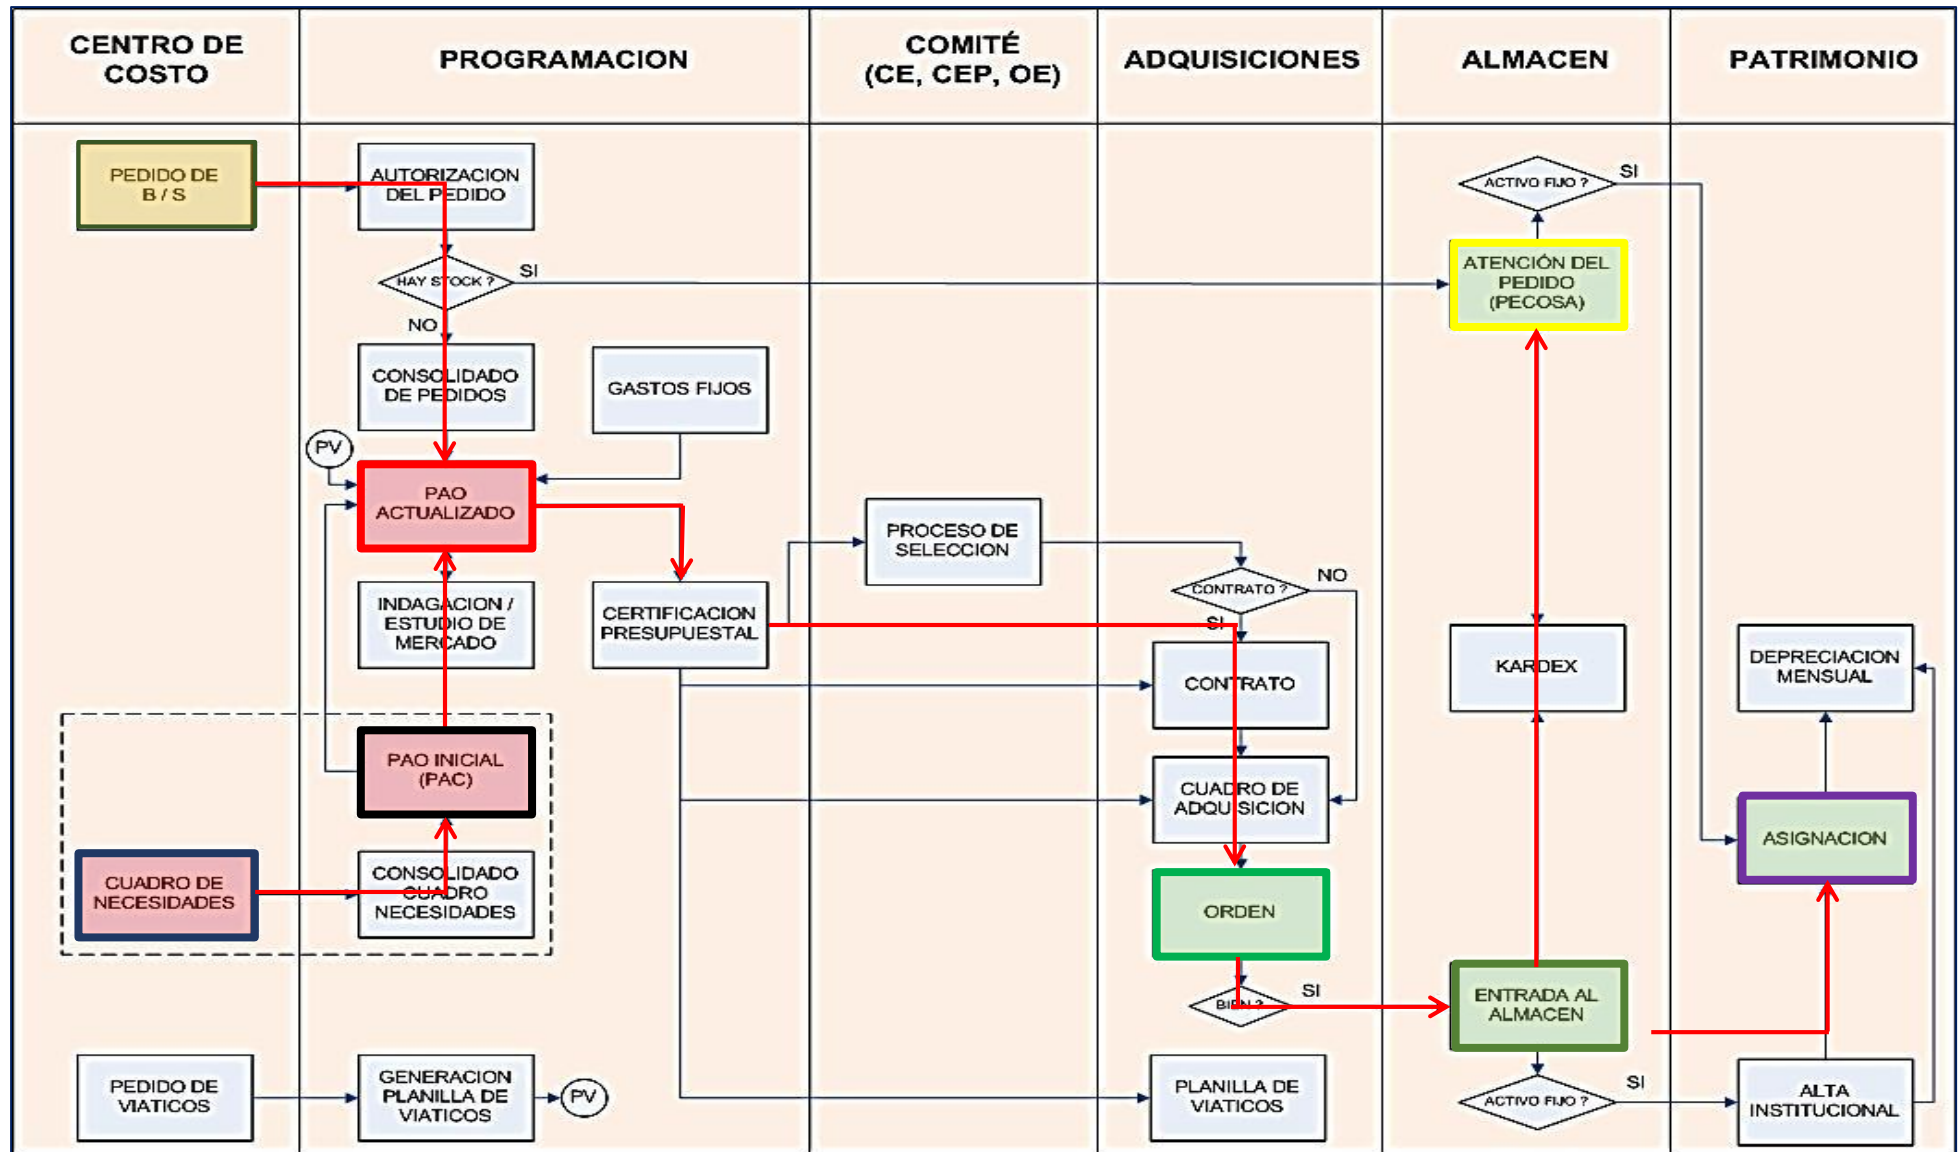 CENTRO DE
COSTO
PROGRAMACION
COMITÉ
(CE, CEP, OE)
ADQUISICIONES
ALMACEN
PATRIMONIO
PEDIDO DE
B / S
AUTORIZACION
DEL PEDIDO
ACTIVO FIJO ?
SI
HAY STOCK ?
SI
NO
ATENCIÓN DEL
PEDIDO
(PECOSA)
CONSOLIDADO
DE PEDIDOS
GASTOS FIJOS
PV
PAO
ACTUALIZADO
PROCESO DE
SELECCION
CONTRATO ?
NO
SI
INDAGACION /
ESTUDIO DE
MERCADO
CERTIFICACION
PRESUPUESTAL
CONTRATO
KARDEX
DEPRECIACION
MENSUAL
PAO INICIAL
(PAC)
CUADRO DE
ADQUISICION
ASIGNACION
CUADRO DE
NECESIDADES
CONSOLIDADO
CUADRO
NECESIDADES
ORDEN
BIEN ?
SI
ENTRADA AL
ALMACEN
PEDIDO DE
VIATICOS
GENERACION
PLANILLA DE
VIATICOS
PV
PLANILLA DE
VIATICOS
ACTIVO FIJO ?
SI
ALTA
INSTITUCIONAL